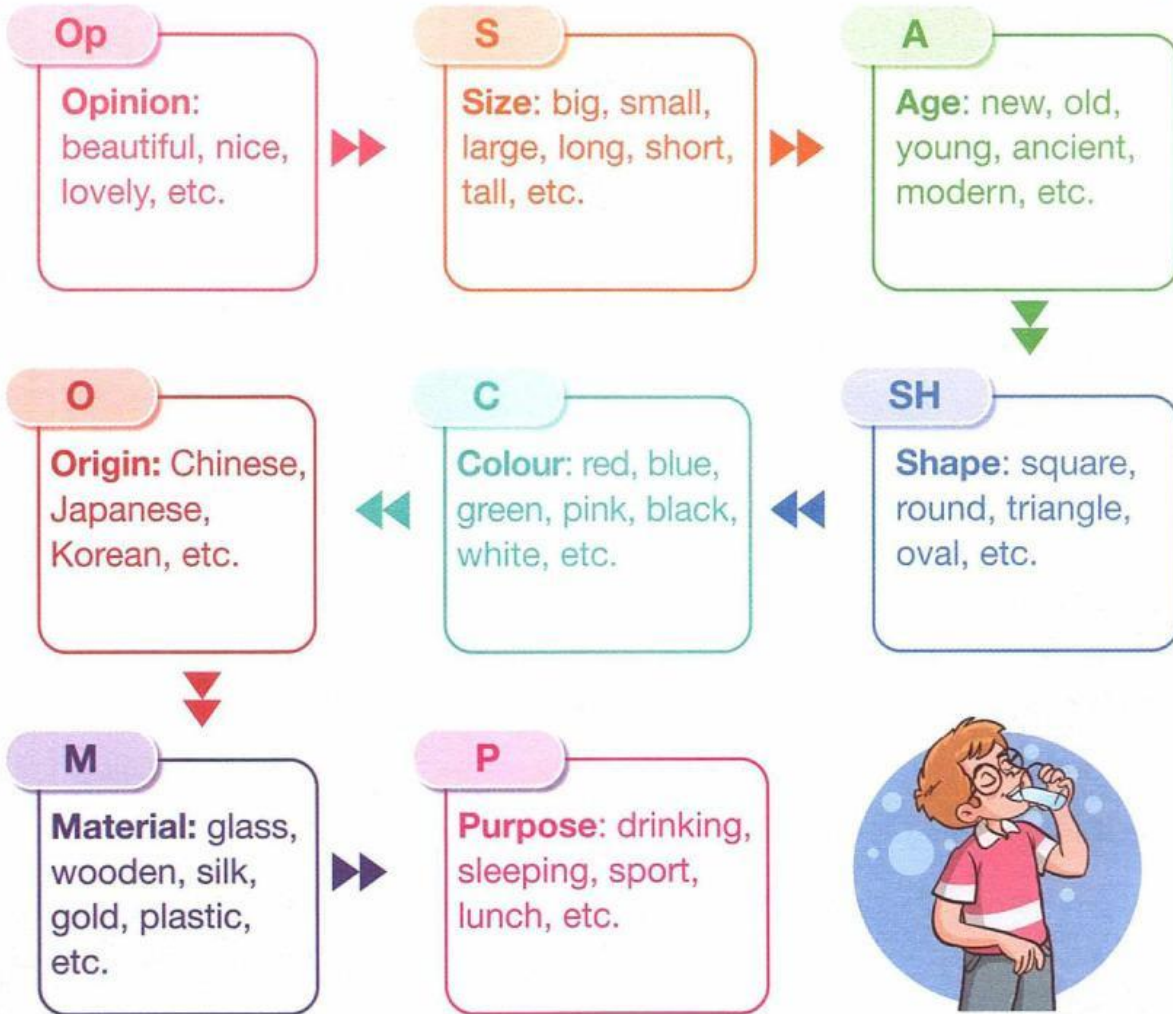 Op
Opinion:
beautiful, nice,
lovely, etc.
S
Size: big, small,
large, long, short,
tall, etc.
A
Age: new, old,
young, ancient,
modern, etc.
SH
Shape: square,
round, triangle,
oval, etc.
C
Colour: red, blue,
green, pink, black,
white, etc.
O
Origin: Chinese,
Japanese,
Korean, etc.
M
Material: glass,
wooden, silk,
gold, plastic,
etc.
P
Purpose: drinking,
sleeping, sport,
lunch, etc.